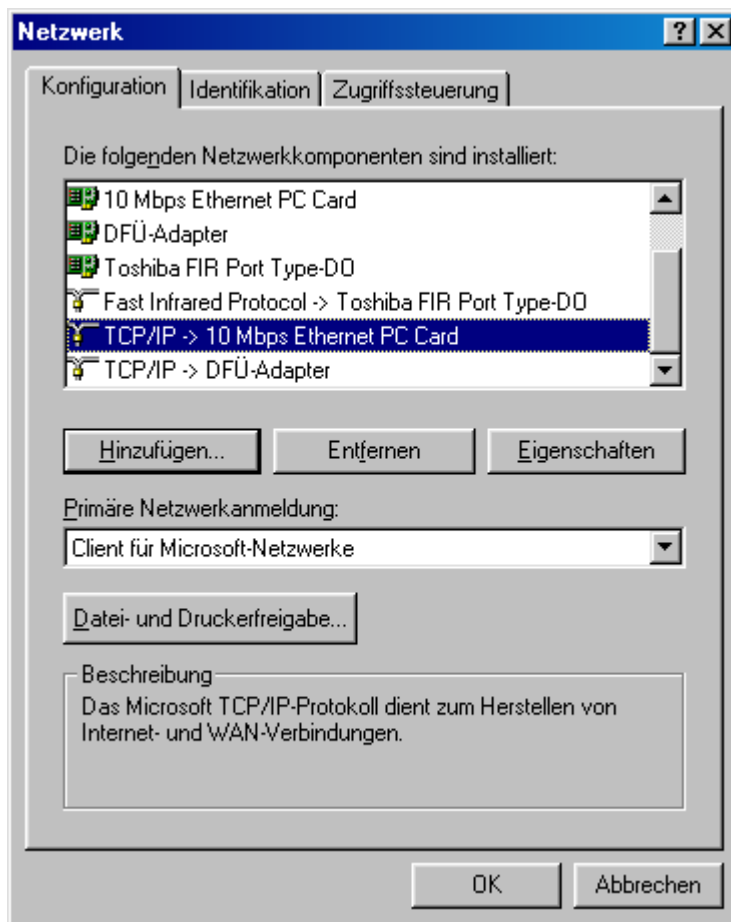 Netzwerk
Konfiguration Identifikation Zugriffssteuerung
Die folgenden Netzwerkkomponenten sind installiert:
10 Mbps Ethernet PC Card
DFÜ-Adapter
Toshiba FIR Port Type-DO
Fast Infrared Protocol -> Toshiba FIR Port Type-DO
TCP/IP -> 10 Mbps Ethernet PC Card
TCP/IP -> DFÜ-Adapter
Hinzufügen... Entfernen Eigenschaften
Primäre Netzwerkanmeldung:
Client für Microsoft-Netzwerke
Datei- und Druckerfreigabe...
Beschreibung
Das Microsoft TCP/IP-Protokoll dient zum Herstellen von
Internet- und WAN-Verbindungen.
OK Abbrechen